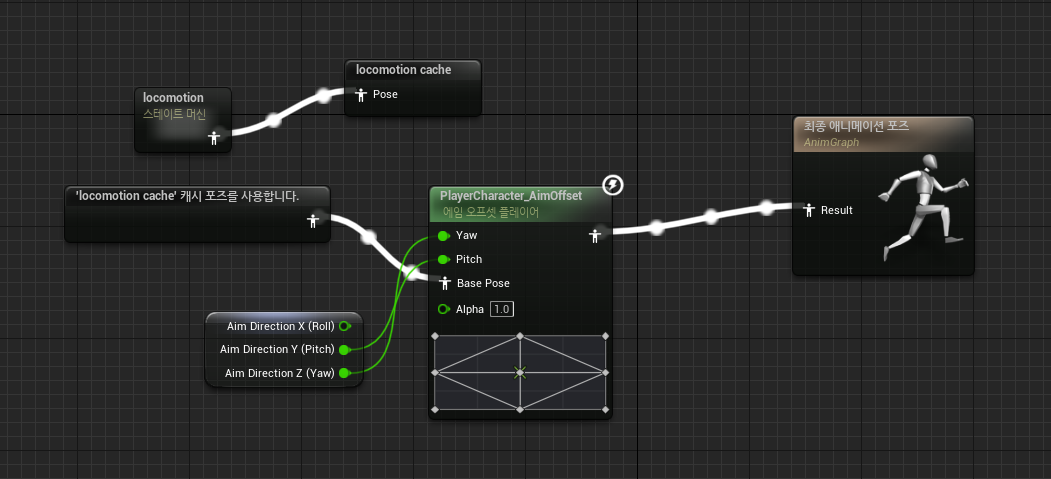 locomotion cache
Pose
locomotion
스테이트 머신
최종 애니메이션 포즈
AnimGraph
Result
'locomotion cache' 캐시 포즈를 사용합니다.
PlayerCharacter_AimOffset
에임 오프셋 플레이어
Yaw
Pitch
Base Pose
Alpha 1.0
Aim Direction X (Roll)
Aim Direction Y (Pitch)
Aim Direction Z (Yaw)